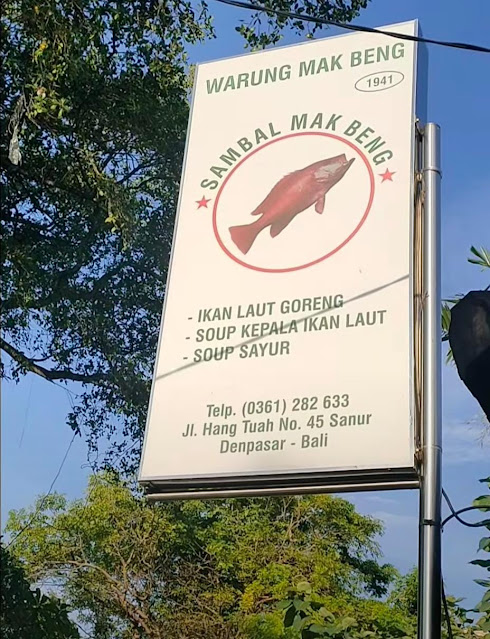 WARUNG MAK BENG
1941
SAMBAL MAK BENG
- IKAN LAUT GORENG
- SOUP KEPALA IKAN LAUT
- SOUP SAYUR
Telp. (0361) 282 633
Jl. Hang Tuah No. 45 Sanur
Denpasar - Bali